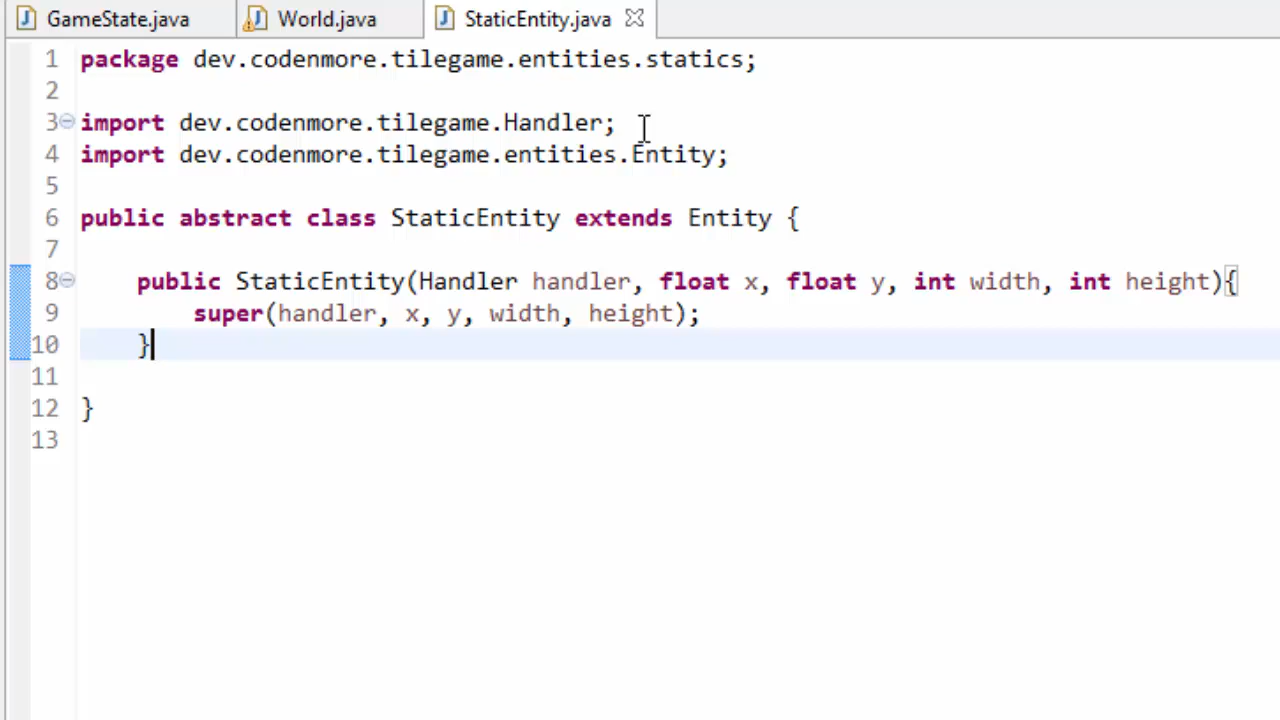 GameState.java World.java StaticEntity.java
1 package dev.codenmore.tilegame.entities.statics;
2
3 import dev.codenmore.tilegame.Handler;
4 import dev.codenmore.tilegame.entities.Entity;
5
6 public abstract class StaticEntity extends Entity {
7
8 public StaticEntity(Handler handler, float x, float y, int width, int height){
9 super(handler, x, y, width, height);
10 }
11
12 }
13